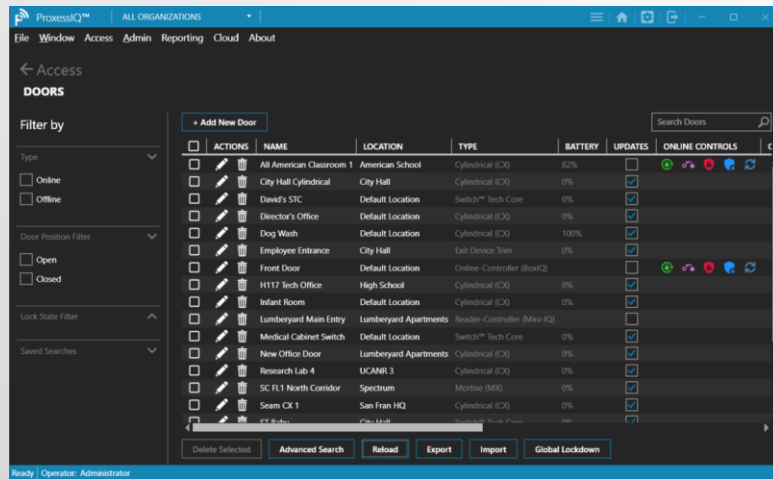 ProxessIQ™ ALL ORGANIZATIONS
File Window Access Admin Reporting Cloud About
Access
DOORS
Filter by
Type
Online
Offline
Door Position Filter
Open
Closed
Lock State Filter
Saved Searches
+ Add New Door
Search Doors
ACTIONS NAME LOCATION TYPE BATTERY UPDATES ONLINE CONTROLS
All American Classroom 1 American School Cylindrical (CX) 82%
City Hall Cylindrical City Hall Cylindrical (CX) 0%
David's STC Default Location Switch™ Tech Core 0%
Director's Office Default Location Cylindrical (CX) 0%
Dog Wash Default Location Cylindrical (CX) 100%
Employee Entrance City Hall Exit Device Trim 0%
Front Door Default Location Online-Controller (BoxIQ)
H117 Tech Office High School Cylindrical (CX) 0%
Infant Room Default Location Cylindrical (CX) 0%
Lumberyard Main Entry Lumberyard Apartments Reader-Controller (Mini-IQ)
Medical Cabinet Switch Default Location Switch™ Tech Core 0%
New Office Door Lumberyard Apartments Cylindrical (CX) 0%
Research Lab 4 UCANR 3 Cylindrical (CX) 0%
SC FL1 North Corridor Spectrum Mortise (MX) 0%
Seam CX 1 San Fran HQ Cylindrical (CX) 0%
City Hall Switch™ Tech Core 0%
Delete Selected Advanced Search Reload Export Import Global Lockdown
Ready Operator: Administrator